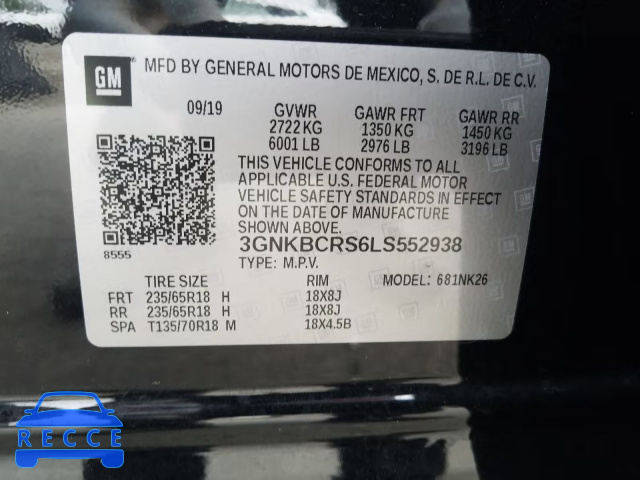 GM
MFD BY GENERAL MOTORS DE MEXICO, S. DE R.L. DE C.V.
09/19 GVWR GAWR FRT GAWR RR
2722 KG 1350 KG 1450 KG
6001 LB 2976 LB 3196 LB
THIS VEHICLE CONFORMS TO ALL
APPLICABLE U.S. FEDERAL MOTOR
VEHICLE SAFETY STANDARDS IN EFFECT
ON THE DATE OF MANUFACTURE
SHOWN ABOVE.
8555 3GNKBCRS6LS552938
TYPE: M.P.V. MODEL: 681NK26
TIRE SIZE RIM
FRT 235/65R18 H 18X8J
RR 235/65R18 H 18X8J
SPA T135/70R18 M 18X4.5B
RECCE